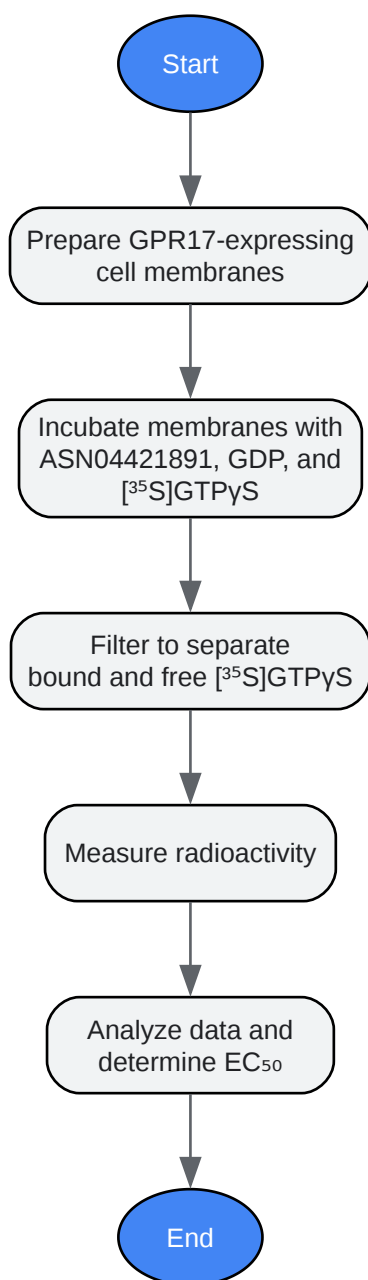 Start
Prepare GPR17-expressing
cell membranes
Incubate membranes with
ASN04421891, GDP, and
[³⁵S]GTPγS
Filter to separate
bound and free [³⁵S]GTPγS
Measure radioactivity
Analyze data and
determine EC₅₀
End